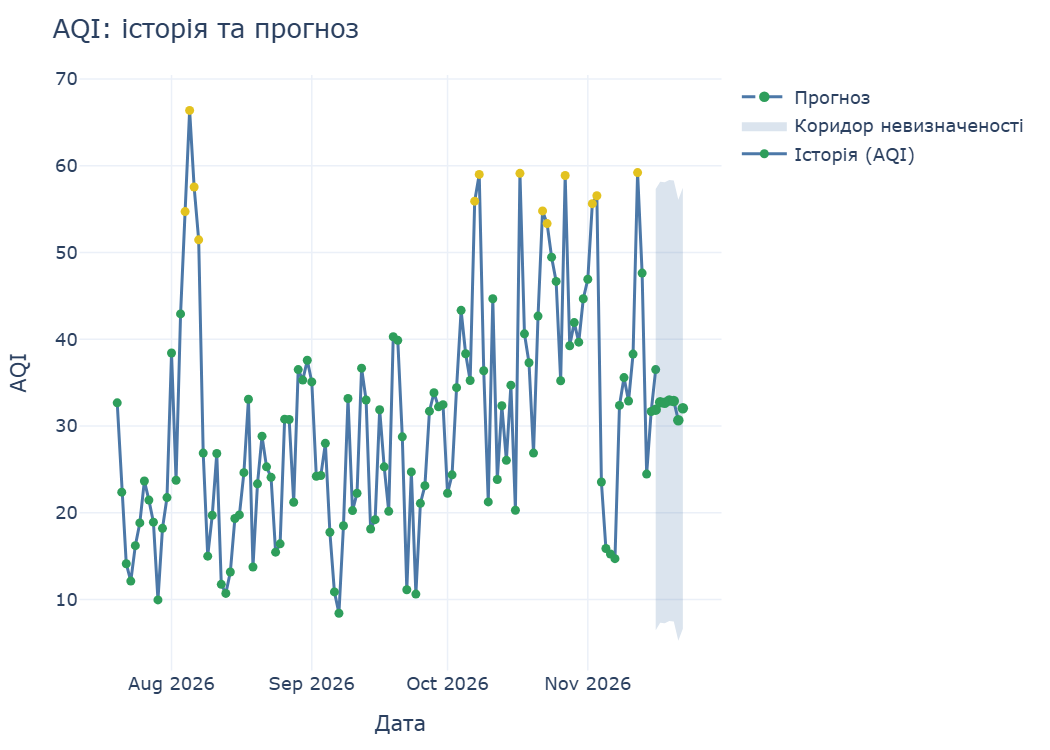 AQI: історія та прогноз
Прогноз
Коридор невизначеності
Історія (AQI)
70
60
50
40
30
20
10
AQI
Aug 2026
Sep 2026
Oct 2026
Nov 2026
Дата